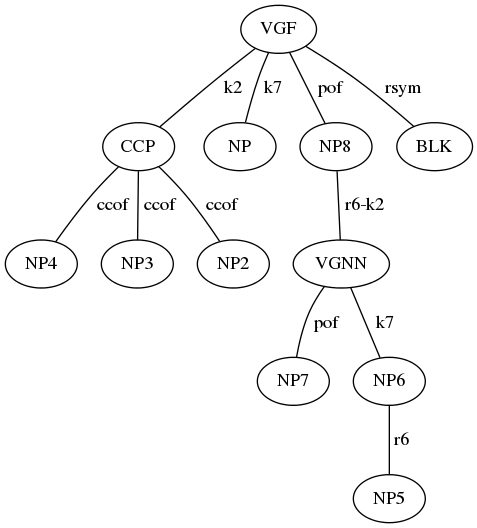 VGF
k2 k7 pof rsym
CCP NP NP8 BLK
ccof ccof ccof r6-k2
NP4 NP3 NP2 VGNN
pof k7
NP7 NP6
r6
NP5